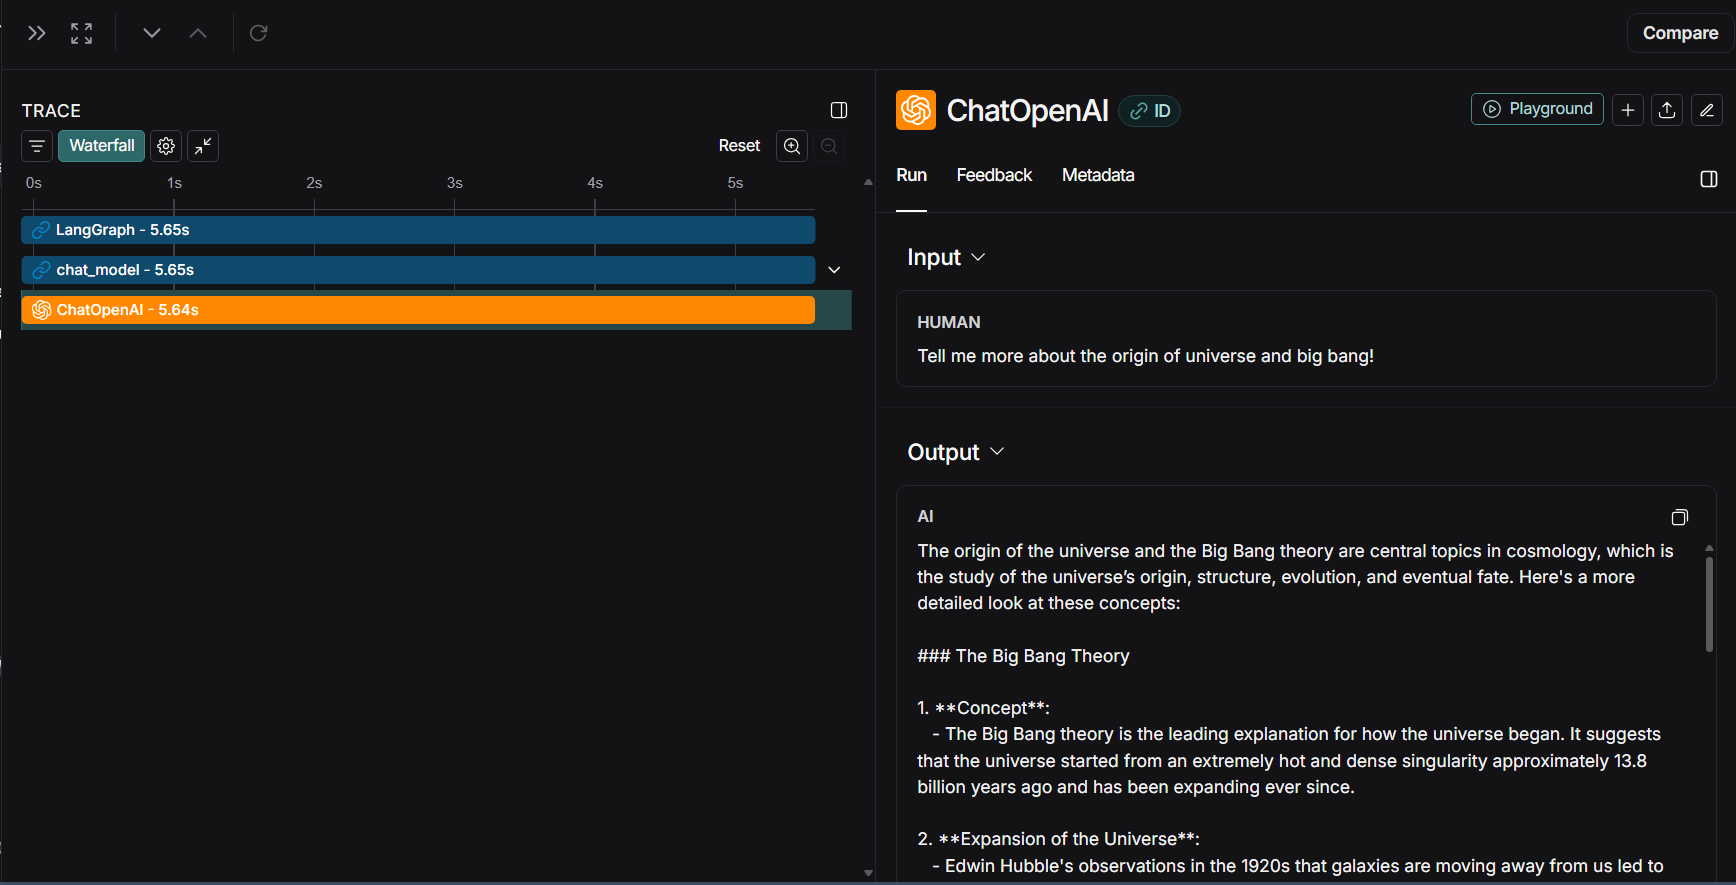 Compare
TRACE
Waterfall
Reset
0s 1s 2s 3s 4s 5s
LangGraph - 5.65s
chat_model - 5.65s
ChatOpenAI - 5.64s
ChatOpenAI
ID
Playground
Run Feedback Metadata
Input
HUMAN
Tell me more about the origin of universe and big bang!
Output
AI
The origin of the universe and the Big Bang theory are central topics in cosmology, which is
the study of the universe’s origin, structure, evolution, and eventual fate. Here's a more
detailed look at these concepts:
### The Big Bang Theory
1. **Concept**:
- The Big Bang theory is the leading explanation for how the universe began. It suggests
that the universe started from an extremely hot and dense singularity approximately 13.8
billion years ago and has been expanding ever since.
2. **Expansion of the Universe**:
- Edwin Hubble's observations in the 1920s that galaxies are moving away from us led to